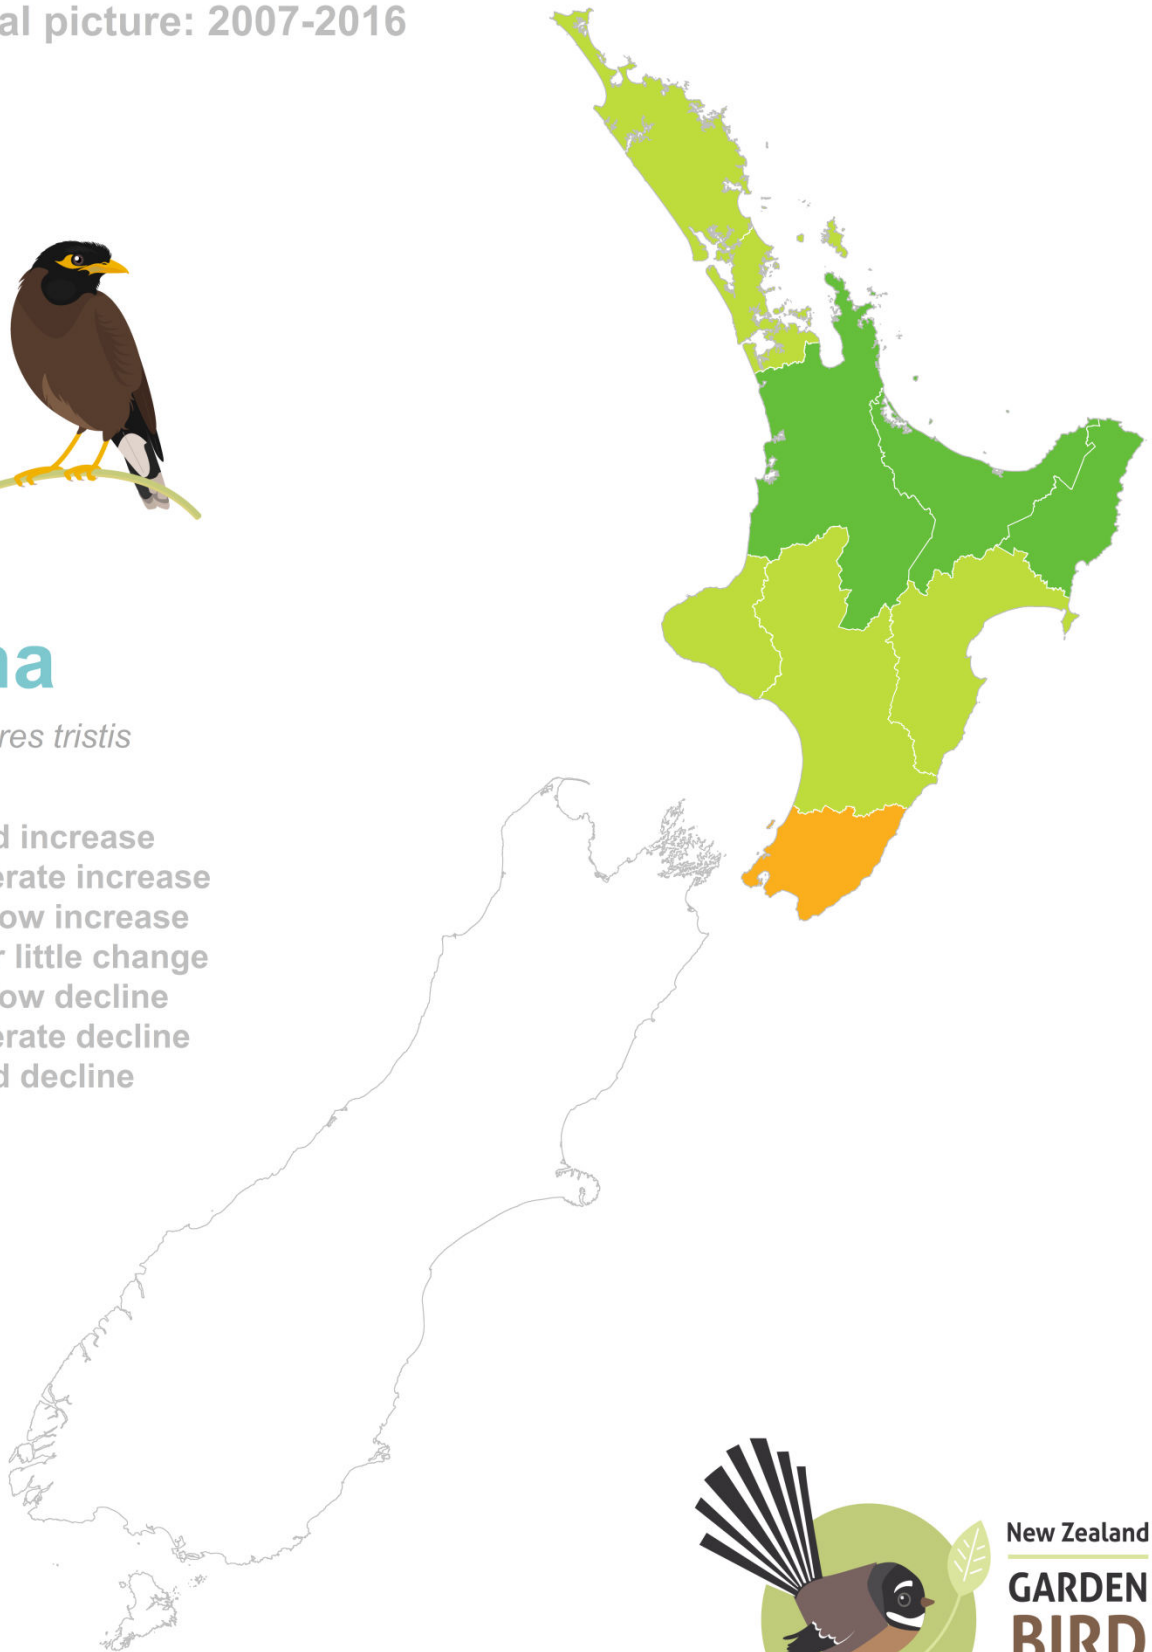 al picture: 2007-2016
na
res tristis
d increase
erate increase
ow increase
r little change
ow decline
erate decline
d decline
New Zealand
GARDEN
BIRD